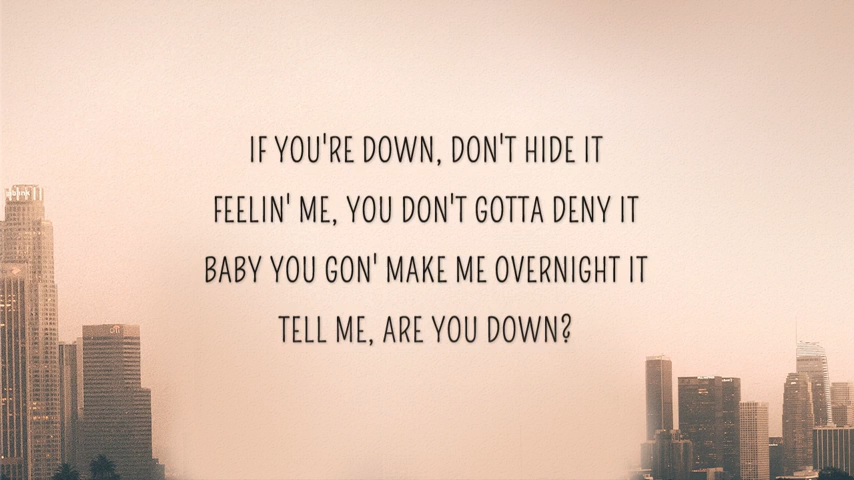 IF YOU'RE DOWN, DON'T HIDE IT
FEELIN' ME, YOU DON'T GOTTA DENY IT
BABY YOU GON' MAKE ME OVERNIGHT IT
TELL ME, ARE YOU DOWN?
citi